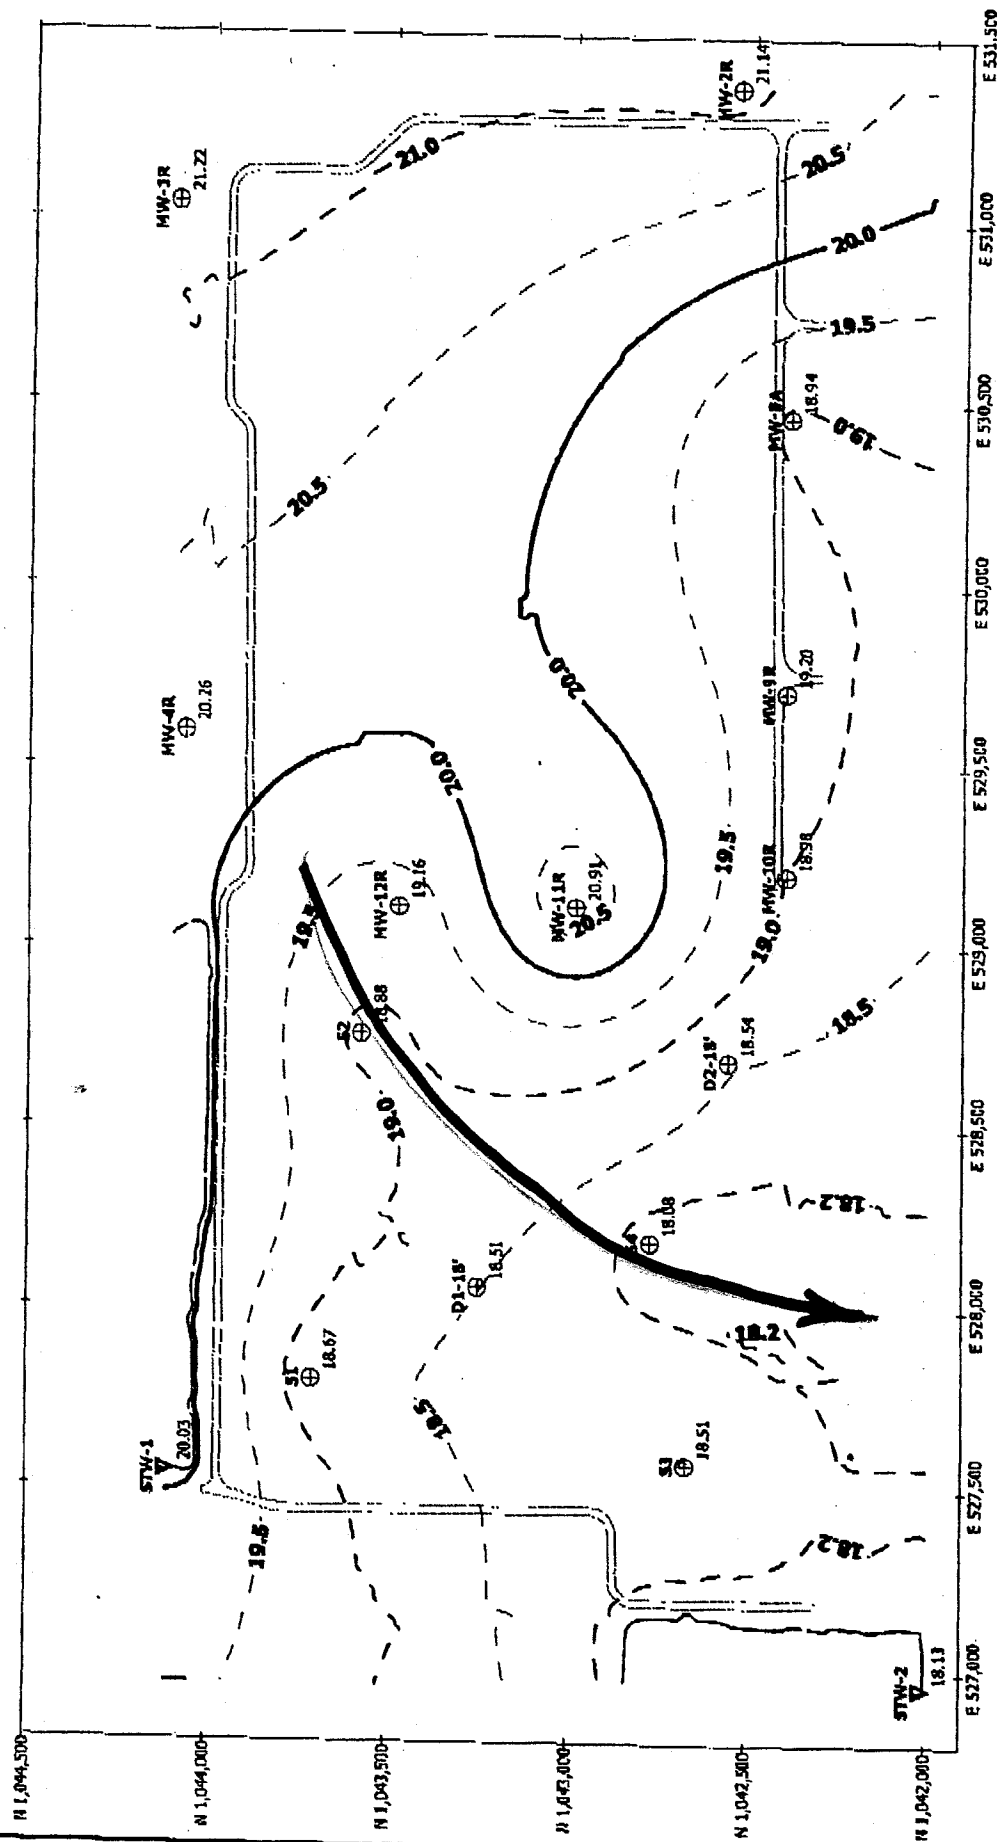 N 1,044,500
N 1,044,000
N 1,043,500
N 1,043,000
N 1,042,500
N 1,042,000
E 527,000
E 527,500
E 528,000
E 528,500
E 529,000
E 529,500
E 530,000
E 530,500
E 531,000
E 531,500
STW-1
20.03
MW-4R
20.26
MW-3R
21.22
MW-2R
21.14
S1
18.67
S2
18.88
MW-12R
19.16
D1-18'
18.51
MW-11R
20.91
S3
18.51
S4
18.08
D2-18'
18.54
MW-10R
18.98
MW-9R
19.20
MW-8A
18.94
STW-2
18.13
19.5
19.5
19.0
18.5
20.0
20.0
20.5
21.0
20.5
20.0
19.5
19.0
20.5
19.5
19.0
18.5
18.2
18.2
18.2